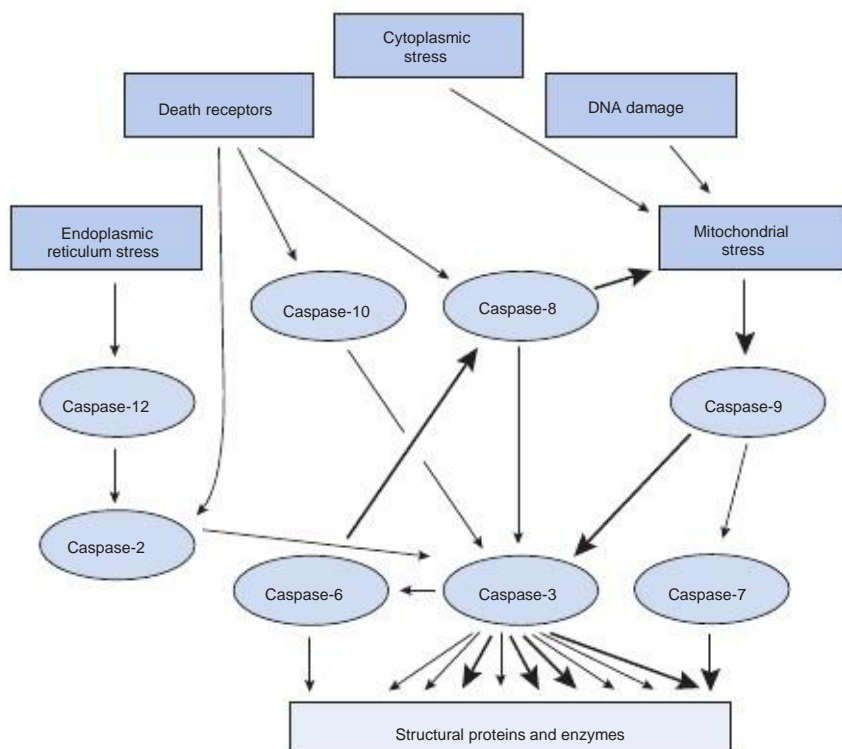 Cytoplasmic
stress
Death receptors
DNA damage
Endoplasmic
reticulum stress
Mitochondrial
stress
Caspase-10
Caspase-8
Caspase-12
Caspase-9
Caspase-2
Caspase-6
Caspase-3
Caspase-7
Structural proteins and enzymes